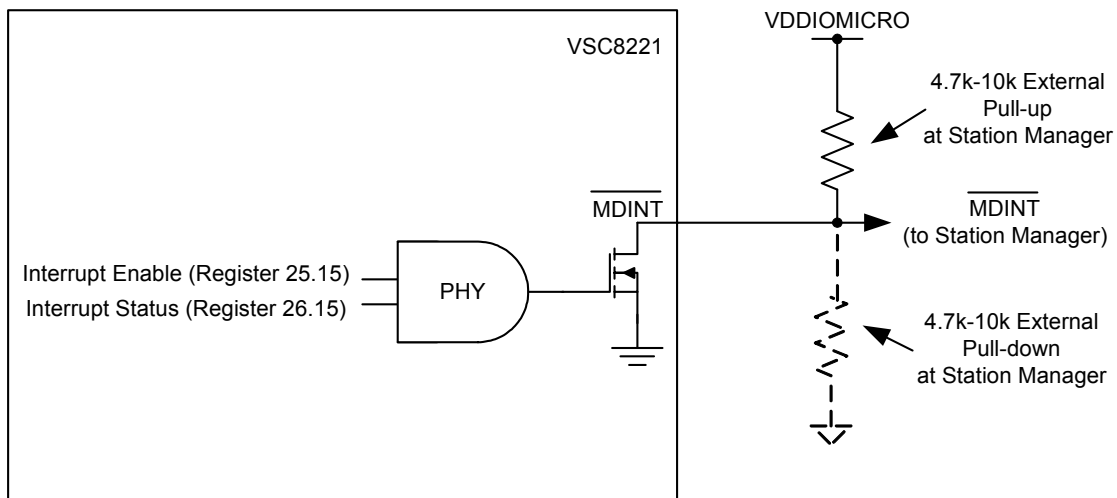 VSC8221
VDDIOMICRO
4.7k-10k External
Pull-up
at Station Manager
MDINT
MDINT
(to Station Manager)
Interrupt Enable (Register 25.15)
Interrupt Status (Register 26.15)
PHY
4.7k-10k External
Pull-down
at Station Manager